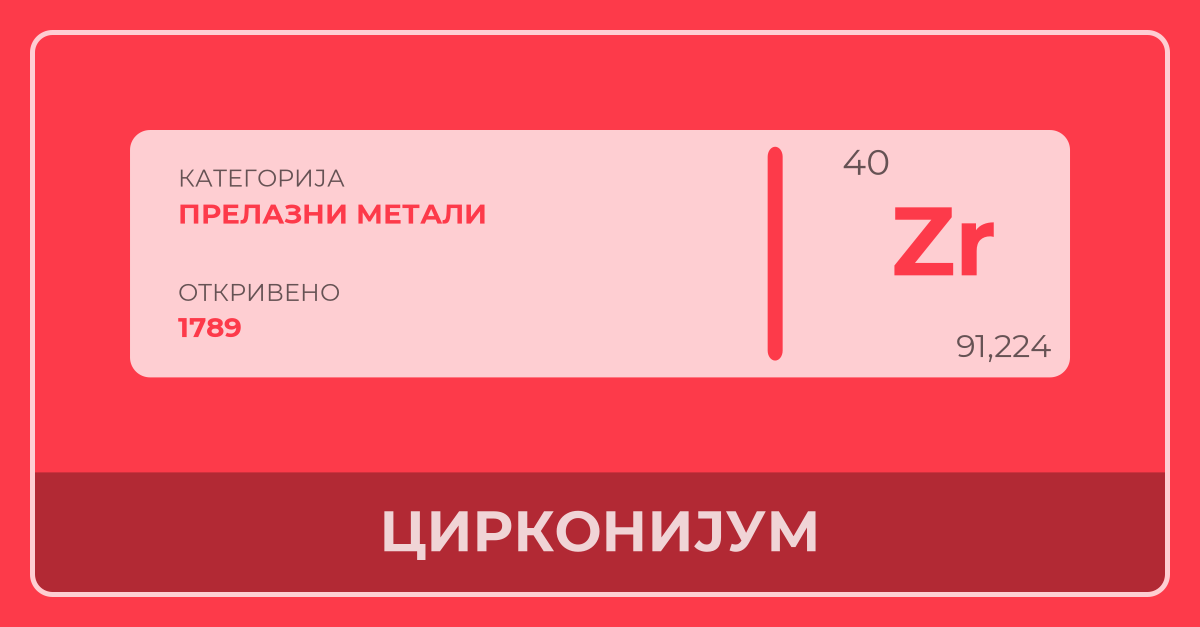 КАТЕГОРИЈА
ПРЕЛАЗНИ МЕТАЛИ
ОТКРИВЕНО
1789
40
Zr
91,224
ЦИРКОНИЈУМ